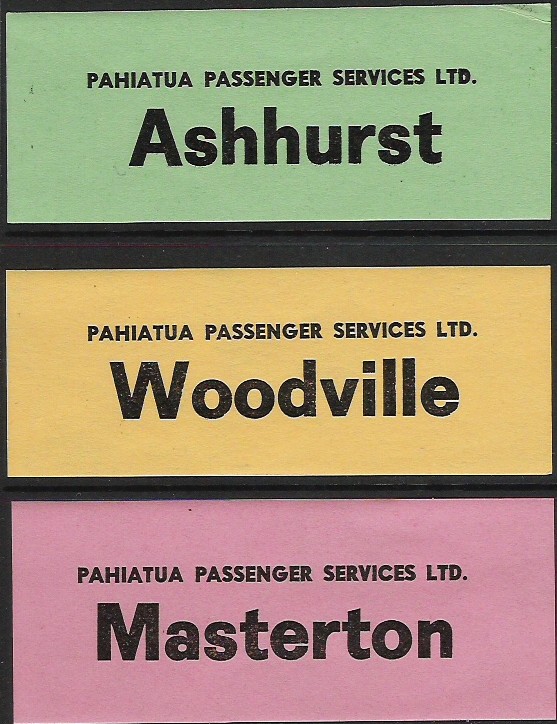 PAHIATUA PASSENGER SERVICES LTD.
Ashhurst
PAHIATUA PASSENGER SERVICES LTD.
Woodville
PAHIATUA PASSENGER SERVICES LTD.
Masterton